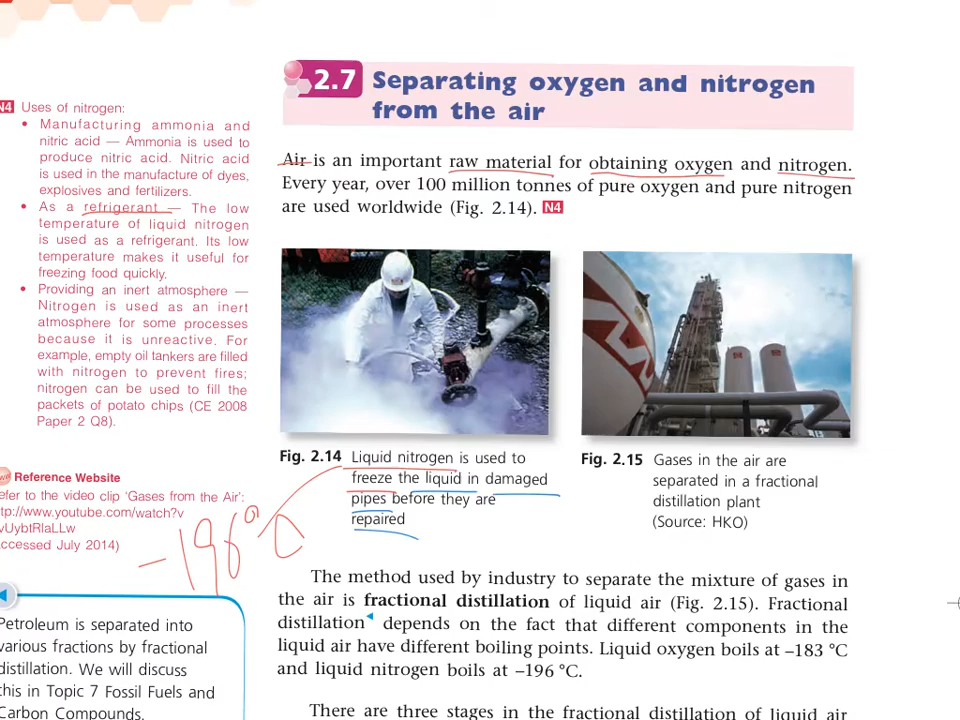 2.7 Separating oxygen and nitrogen
from the air
N4 Uses of nitrogen:
• Manufacturing ammonia and
nitric acid — Ammonia is used to
produce nitric acid. Nitric acid
is used in the manufacture of dyes,
explosives and fertilizers.
• As a refrigerant — The low
temperature of liquid nitrogen
is used as a refrigerant. Its low
temperature makes it useful for
freezing food quickly.
• Providing an inert atmosphere —
Nitrogen is used as an inert
atmosphere for some processes
because it is unreactive. For
example, empty oil tankers are filled
with nitrogen to prevent fires;
nitrogen can be used to fill the
packets of potato chips (CE 2008
Paper 2 Q8).
Reference Website
efer to the video clip ‘Gases from the Air’:
ttp://www.youtube.com/watch?v
vUybtRlaLLw
accessed July 2014)
Petroleum is separated into
various fractions by fractional
distillation. We will discuss
this in Topic 7 Fossil Fuels and
Carbon Compounds.
Air is an important raw material for obtaining oxygen and nitrogen.
Every year, over 100 million tonnes of pure oxygen and pure nitrogen
are used worldwide (Fig. 2.14). N4
Fig. 2.14 Liquid nitrogen is used to
freeze the liquid in damaged
pipes before they are
repaired
-196°C
Fig. 2.15 Gases in the air are
separated in a fractional
distillation plant
(Source: HKO)
The method used by industry to separate the mixture of gases in
the air is fractional distillation of liquid air (Fig. 2.15). Fractional
distillation depends on the fact that different components in the
liquid air have different boiling points. Liquid oxygen boils at –183 °C
and liquid nitrogen boils at –196 °C.
There are three stages in the fractional distillation of liquid air